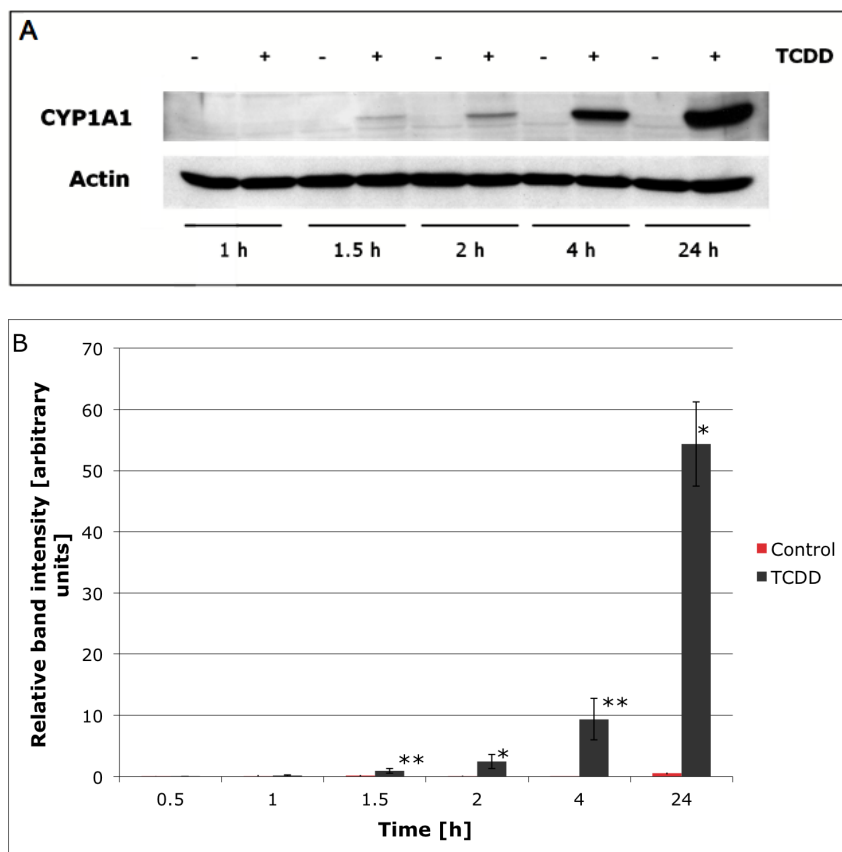 A
- + - + - + - + - + TCDD
CYP1A1
Actin
1 h 1.5 h 2 h 4 h 24 h
B
Relative band intensity [arbitrary
units]
70
60
50
40
30
20
10
0
*
**
*
**
Control
TCDD
0.5 1 1.5 2 4 24
Time [h]